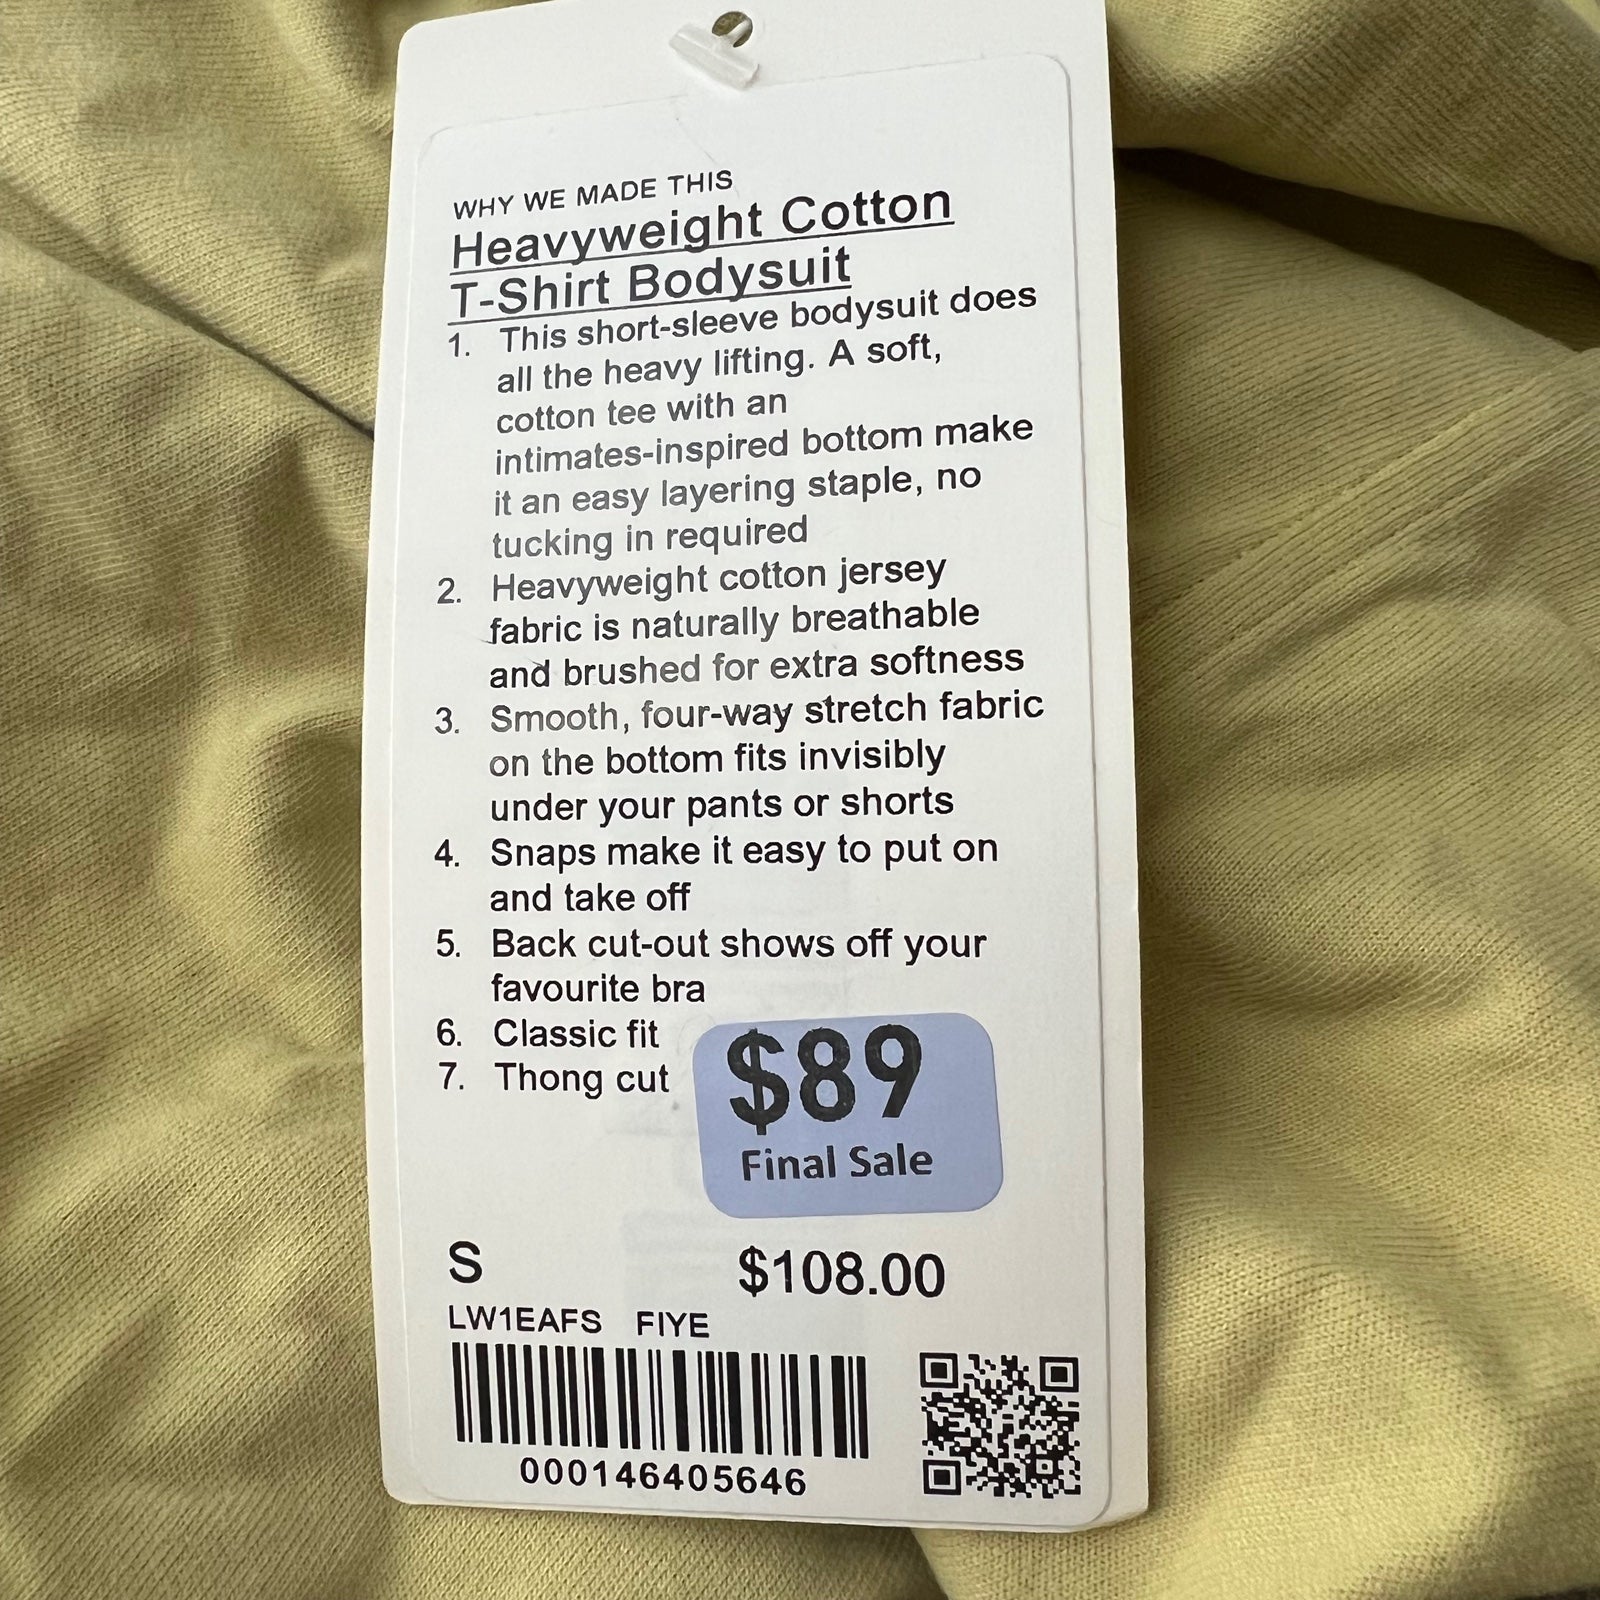 WHY WE MADE THIS
Heavyweight Cotton
T-Shirt Bodysuit
1. This short-sleeve bodysuit does
all the heavy lifting. A soft,
cotton tee with an
intimates-inspired bottom make
it an easy layering staple, no
tucking in required
2. Heavyweight cotton jersey
fabric is naturally breathable
and brushed for extra softness
3. Smooth, four-way stretch fabric
on the bottom fits invisibly
under your pants or shorts
4. Snaps make it easy to put on
and take off
5. Back cut-out shows off your
favourite bra
6. Classic fit
7. Thong cut
$89
Final Sale
S $108.00
LW1EAFS FIYE
000146405646